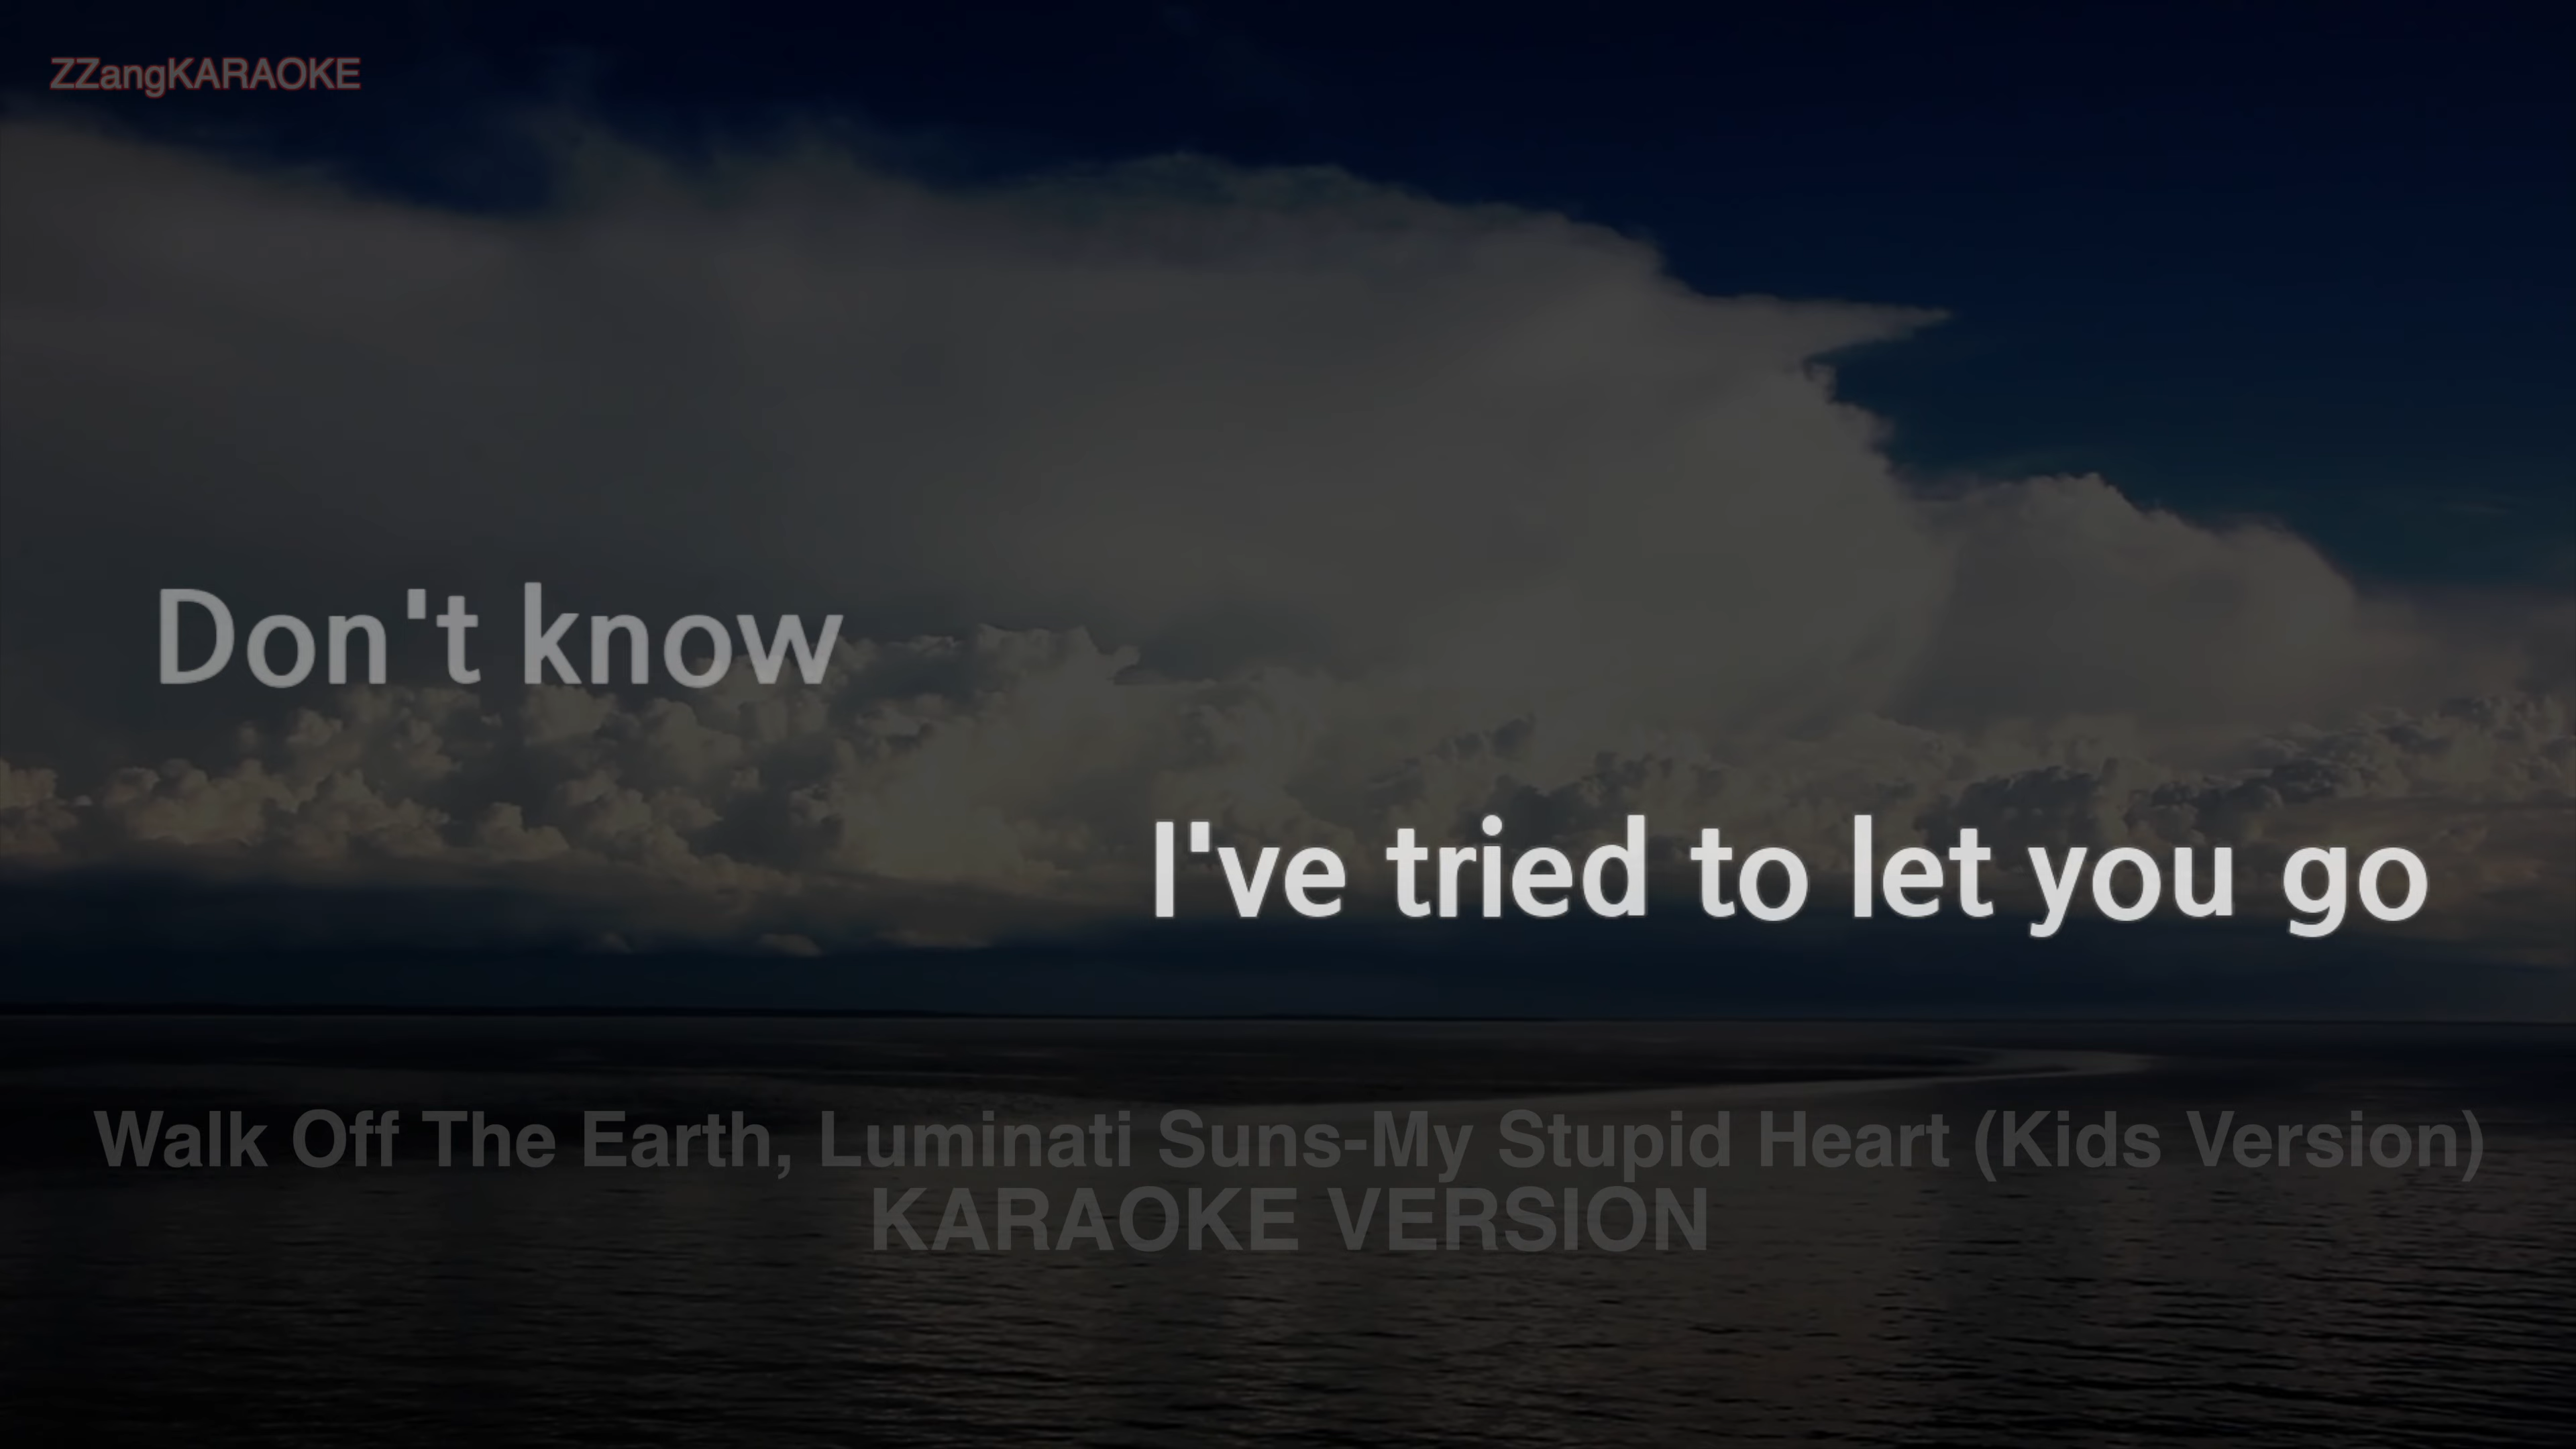 ZZangKARAOKE
Don't know
I've tried to let you go
Walk Off The Earth, Luminati Suns-My Stupid Heart (Kids Version)
KARAOKE VERSION